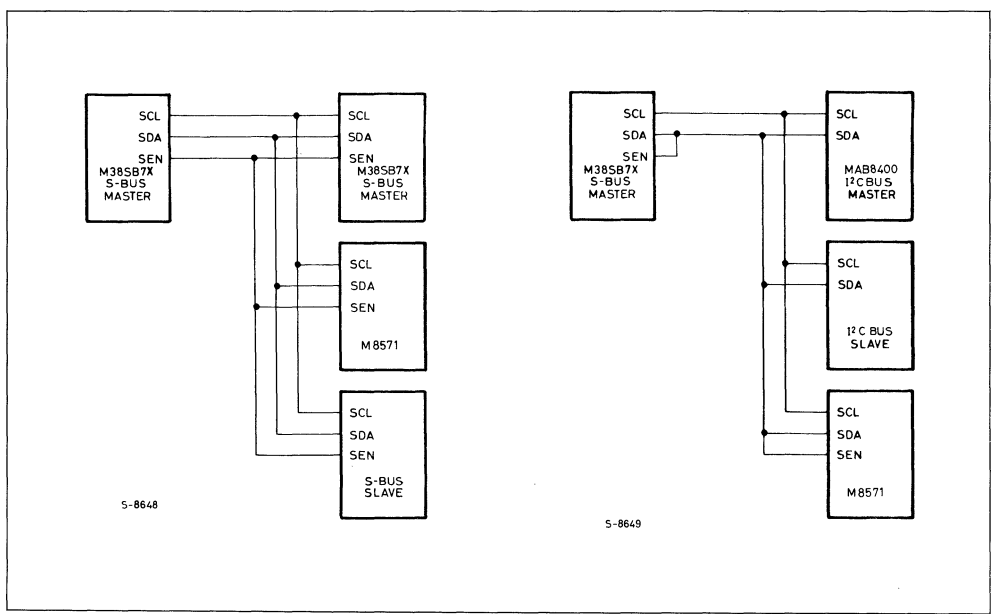 SCL
SDA
SEN
M38SB7X
S-BUS
MASTER
SCL
SDA
SEN
M38SB7X
S-BUS
MASTER
SCL
SDA
SEN
M8571
SCL
SDA
SEN
S-BUS
SLAVE
S-8648
SCL
SDA
SEN
M38SB7X
S-BUS
MASTER
SCL
SDA
MAB8400
I²C BUS
MASTER
SCL
SDA
I²C BUS
SLAVE
SCL
SDA
SEN
M8571
S-8649